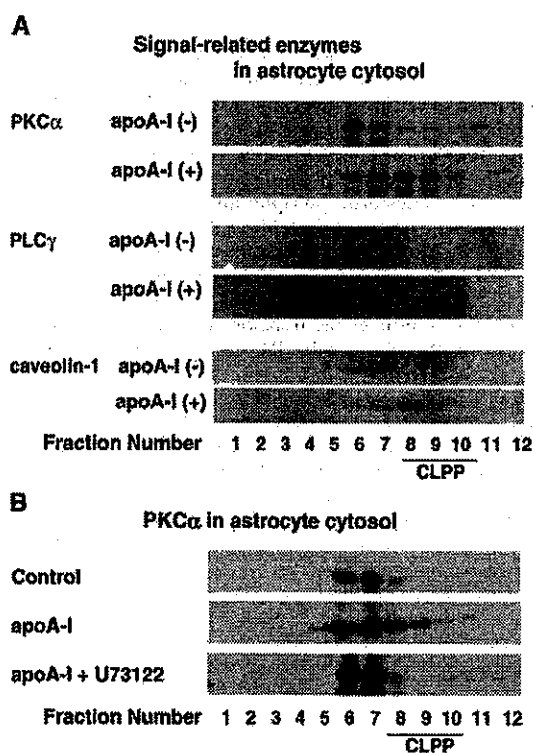 A
Signal-related enzymes
in astrocyte cytosol
PKCα apoA-I (-)
apoA-I (+)
PLCγ apoA-I (-)
apoA-I (+)
caveolin-1 apoA-I (-)
apoA-I (+)
Fraction Number 1 2 3 4 5 6 7 8 9 10 11 12
CLPP
B
PKCα in astrocyte cytosol
Control
apoA-I
apoA-I + U73122
Fraction Number 1 2 3 4 5 6 7 8 9 10 11 12
CLPP